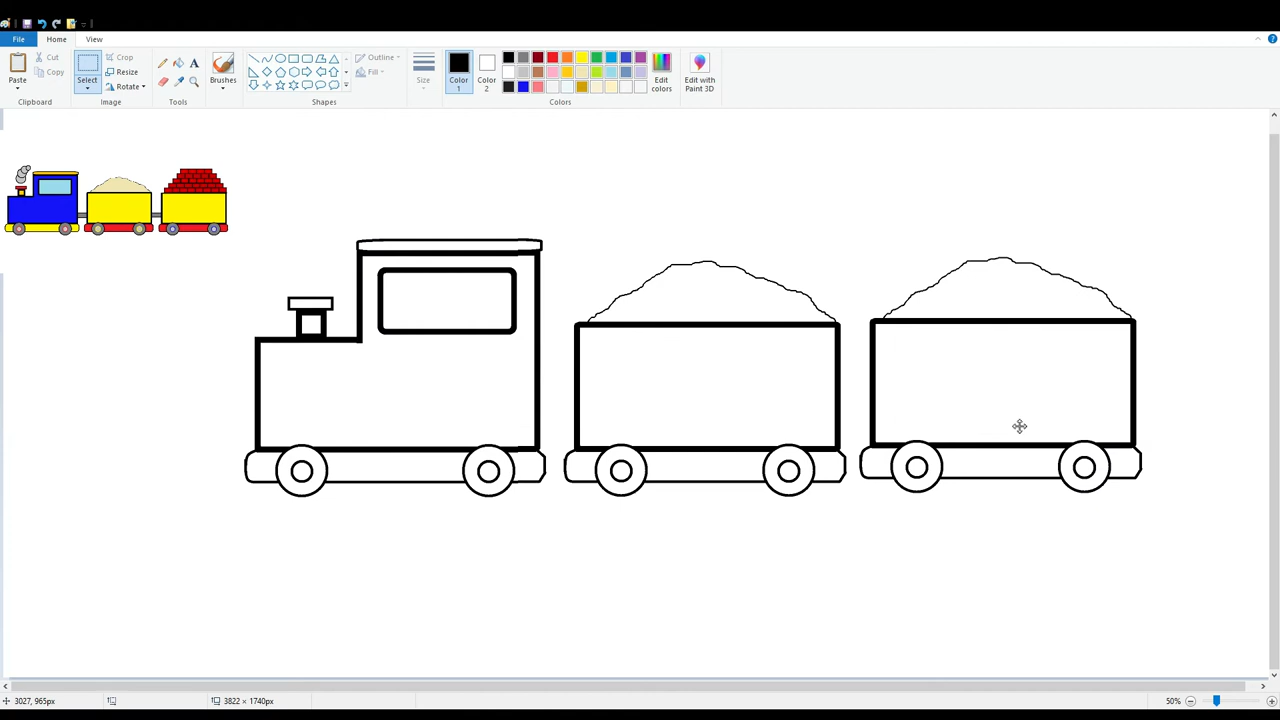 File Home View
Cut
Copy
Paste
Clipboard
Select
Crop
Resize
Rotate
Image
A
Tools
Brushes
Outline
Fill
Shapes
Size
Color 1
Color 2
Edit colors
Colors
Edit with Paint 3D
3027, 965px
3822 × 1740px
50%